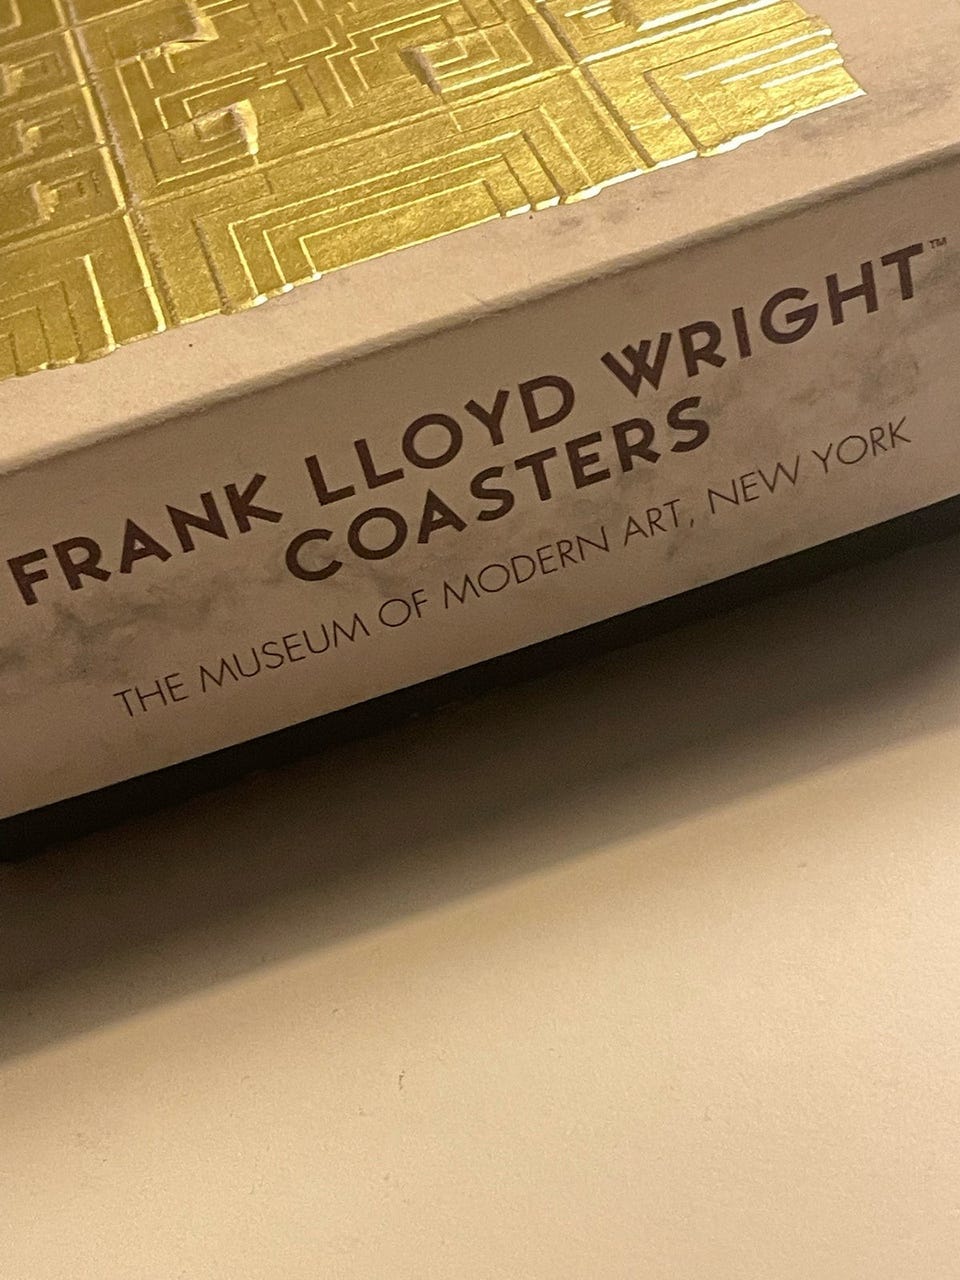 FRANK LLOYD WRIGHT™
COASTERS
THE MUSEUM OF MODERN ART, NEW YORK